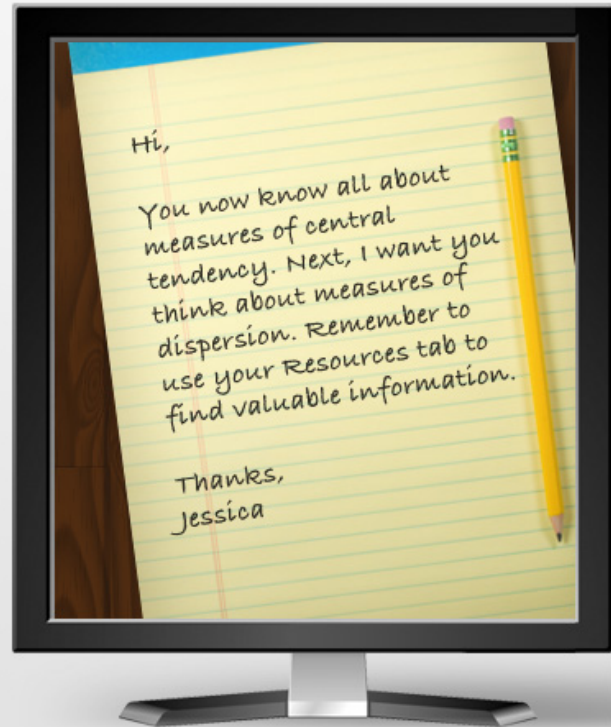 Hi,
You now know all about
measures of central
tendency. Next, I want you
think about measures of
dispersion. Remember to
use your Resources tab to
find valuable information.
Thanks,
Jessica